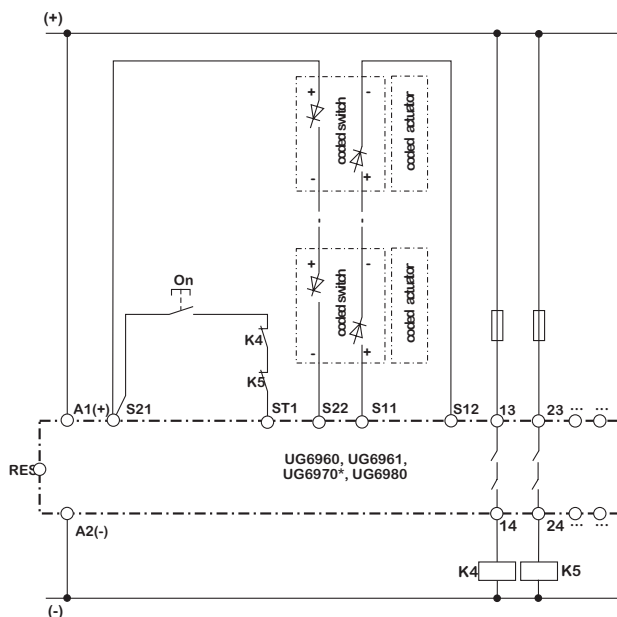 (+)
+
-
coded switch
coded actuator
-
+
+
-
coded switch
coded actuator
-
+
On
K4
K5
A1(+)
S21
ST1
S22
S11
S12
13
23
...
...
UG6960, UG6961,
UG6970*, UG6980
RES
A2(-)
14
24
...
...
K4
K5
(-)